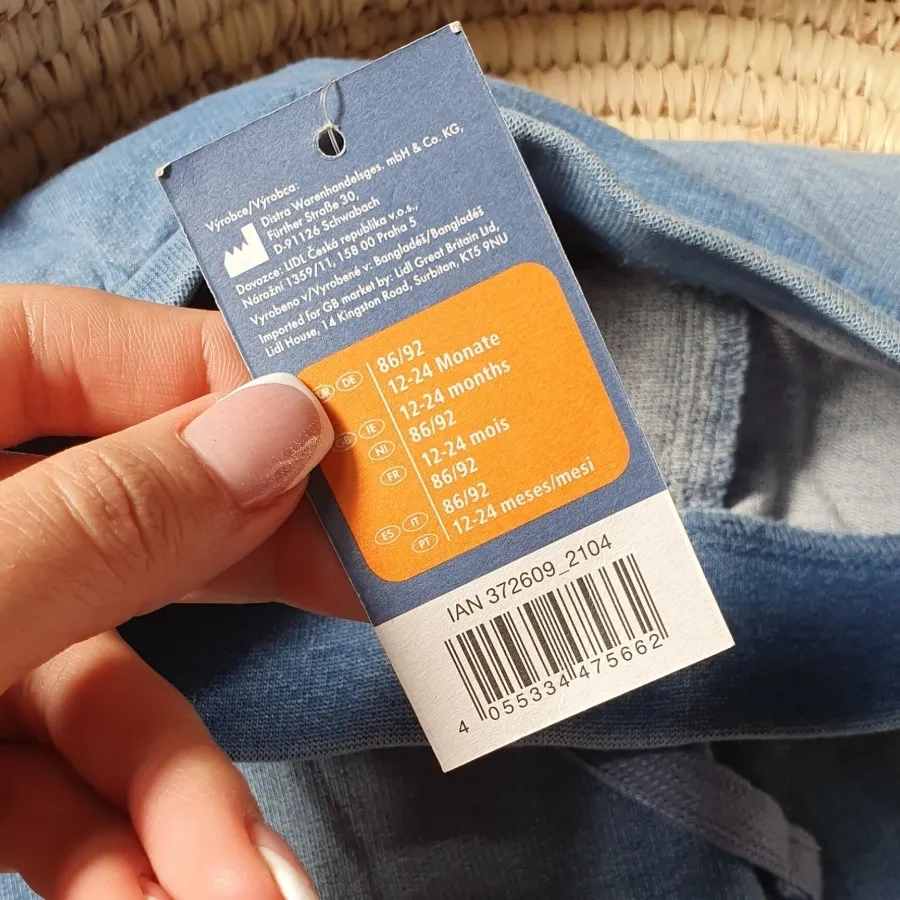 Výrobce/Výrobca:
Distra Warenhandelsges. mbH & Co. KG,
Fürther Straße 30,
D-91126 Schwabach
Dovozce: LIDL Česká republika v.o.s.,
Nárožní 1359/11, 158 00 Praha 5
Vyrobeno v/Vyrobené v: Bangladéš/Bangladéš
Imported for GB market by: Lidl Great Britain Ltd,
Lidl House, 14 Kingston Road, Surbiton, KT5 9NU
DE 86/92
12-24 Monate
GB IE 12-24 months
NI 86/92
FR 12-24 mois
86/92
ES IT 86/92
PT 12-24 meses/mesi
IAN 372609_2104
4 055334 475662